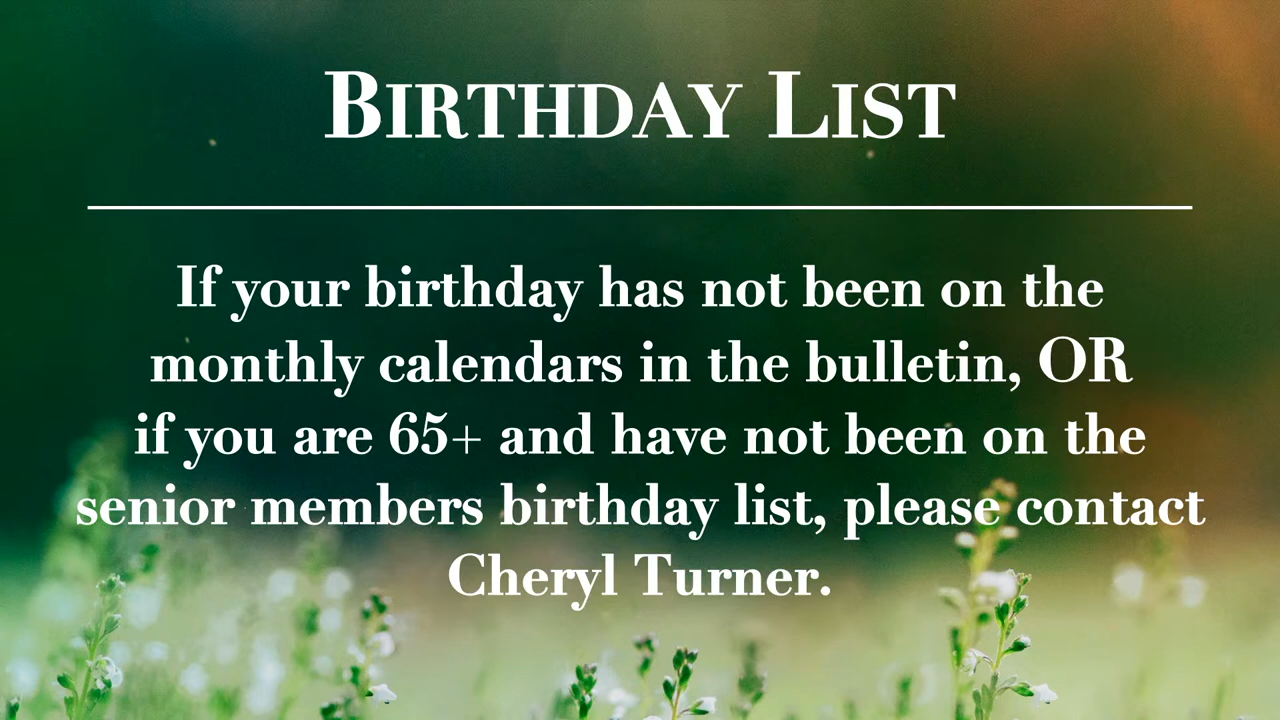 BIRTHDAY LIST
If your birthday has not been on the
monthly calendars in the bulletin, OR
if you are 65+ and have not been on the
senior members birthday list, please contact
Cheryl Turner.